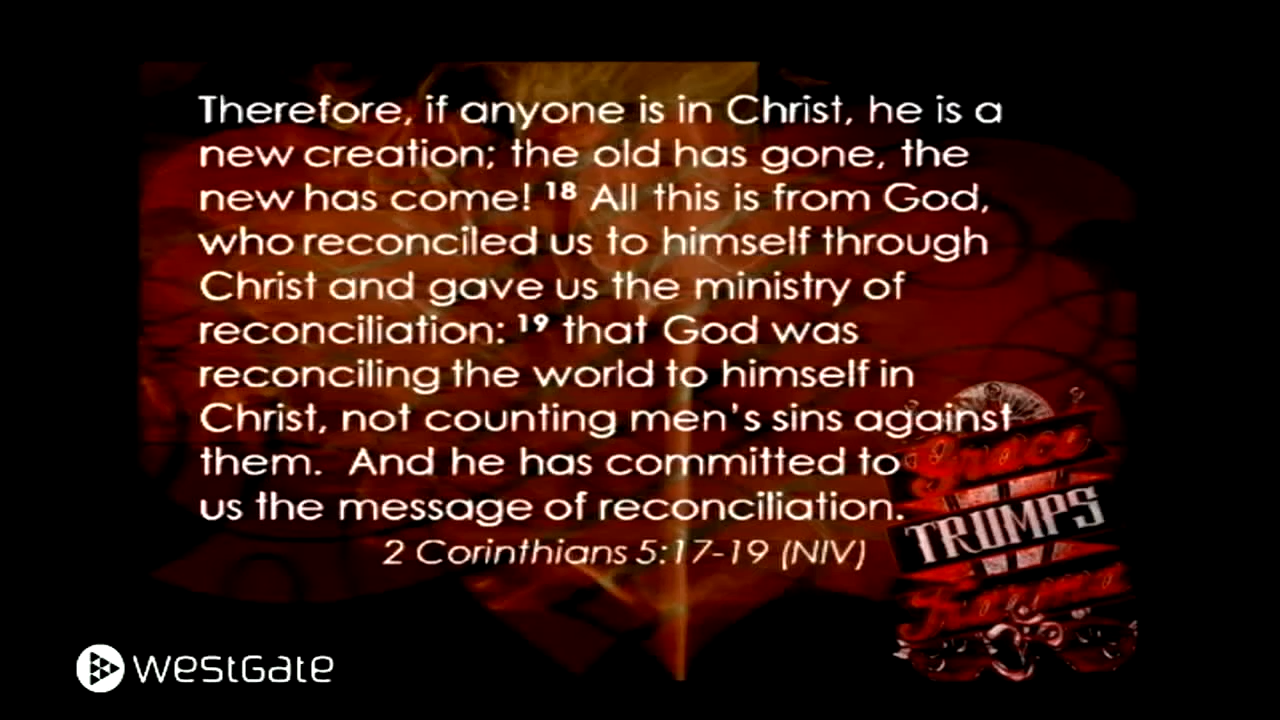 Therefore, if anyone is in Christ, he is a
new creation; the old has gone, the
new has come! 18 All this is from God,
who reconciled us to himself through
Christ and gave us the ministry of
reconciliation: 19 that God was
reconciling the world to himself in
Christ, not counting men's sins against
them.  And he has committed to
us the message of reconciliation.
2 Corinthians 5:17-19 (NIV)
Grace
TRUMPS
westGate